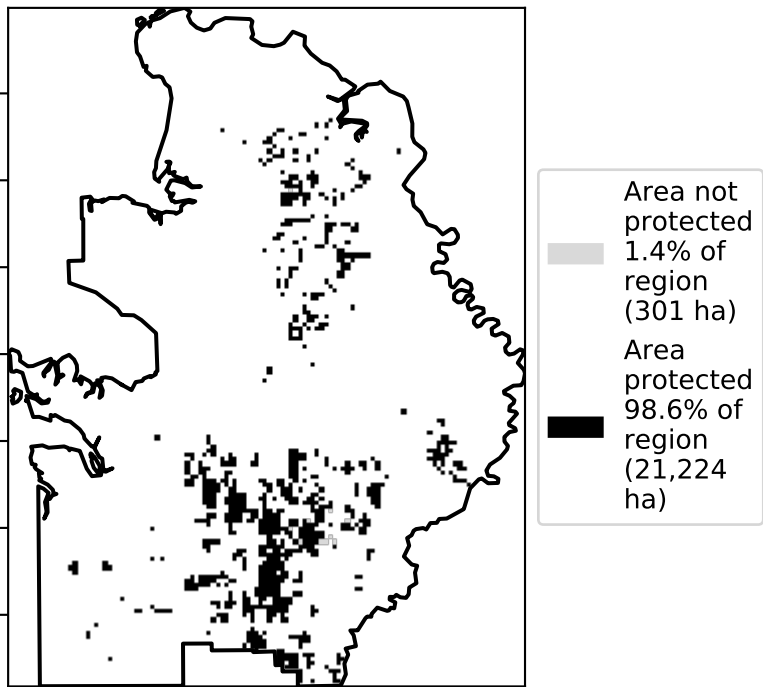 Area not
protected
1.4% of
region
(301 ha)
Area
protected
98.6% of
region
(21,224
ha)